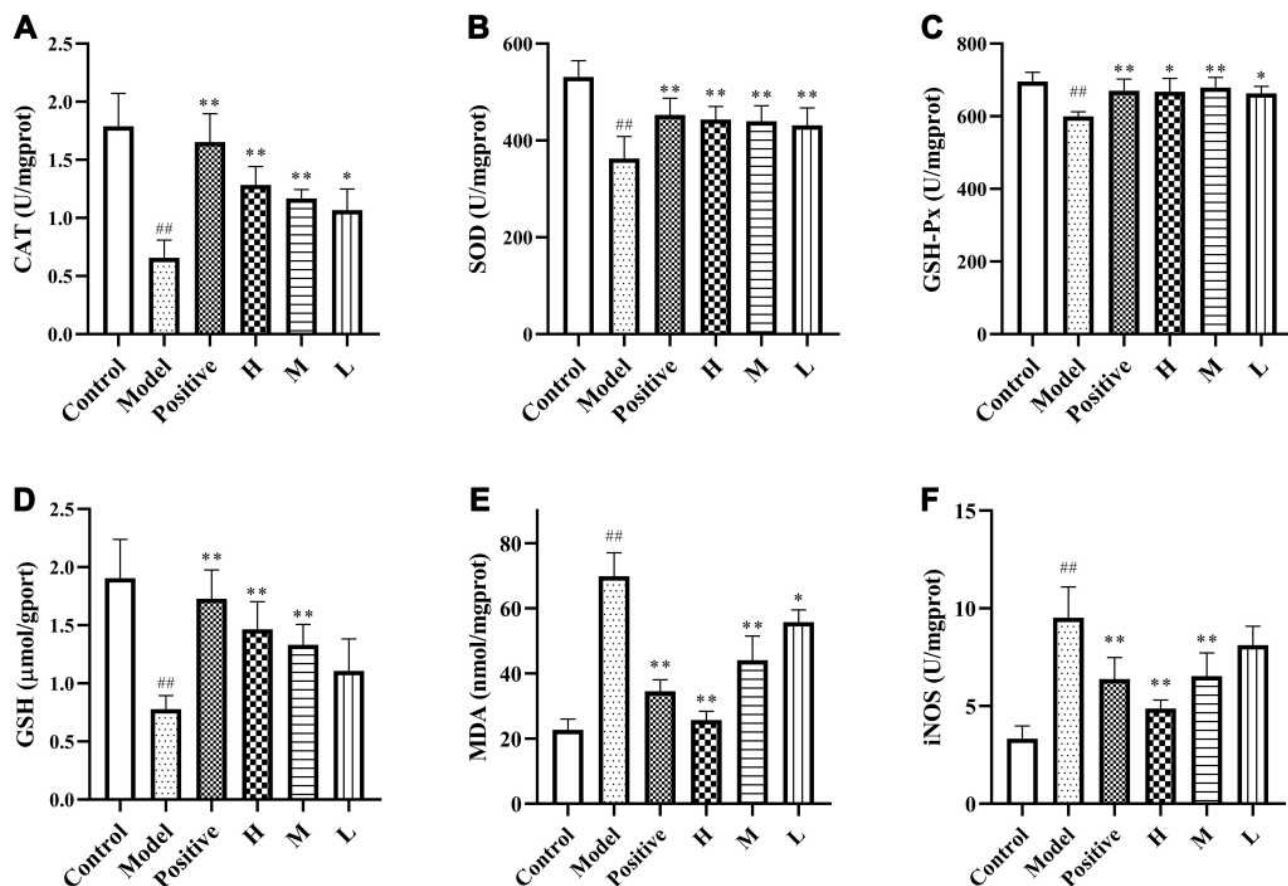 A
CAT (U/mgprot)
2.5
2.0
1.5
1.0
0.5
0.0
##
**
**
**
*
Control
Model
Positive
H
M
L
B
SOD (U/mgprot)
600
400
200
0
##
**
**
**
**
Control
Model
Positive
H
M
L
C
GSH-Px (U/mgprot)
800
600
400
200
0
##
**
*
**
*
Control
Model
Positive
H
M
L
D
GSH (μmol/gport)
2.5
2.0
1.5
1.0
0.5
0.0
##
**
**
**
Control
Model
Positive
H
M
L
E
MDA (nmol/mgprot)
80
60
40
20
0
##
**
**
**
*
Control
Model
Positive
H
M
L
F
iNOS (U/mgprot)
15
10
5
0
##
**
**
**
Control
Model
Positive
H
M
L